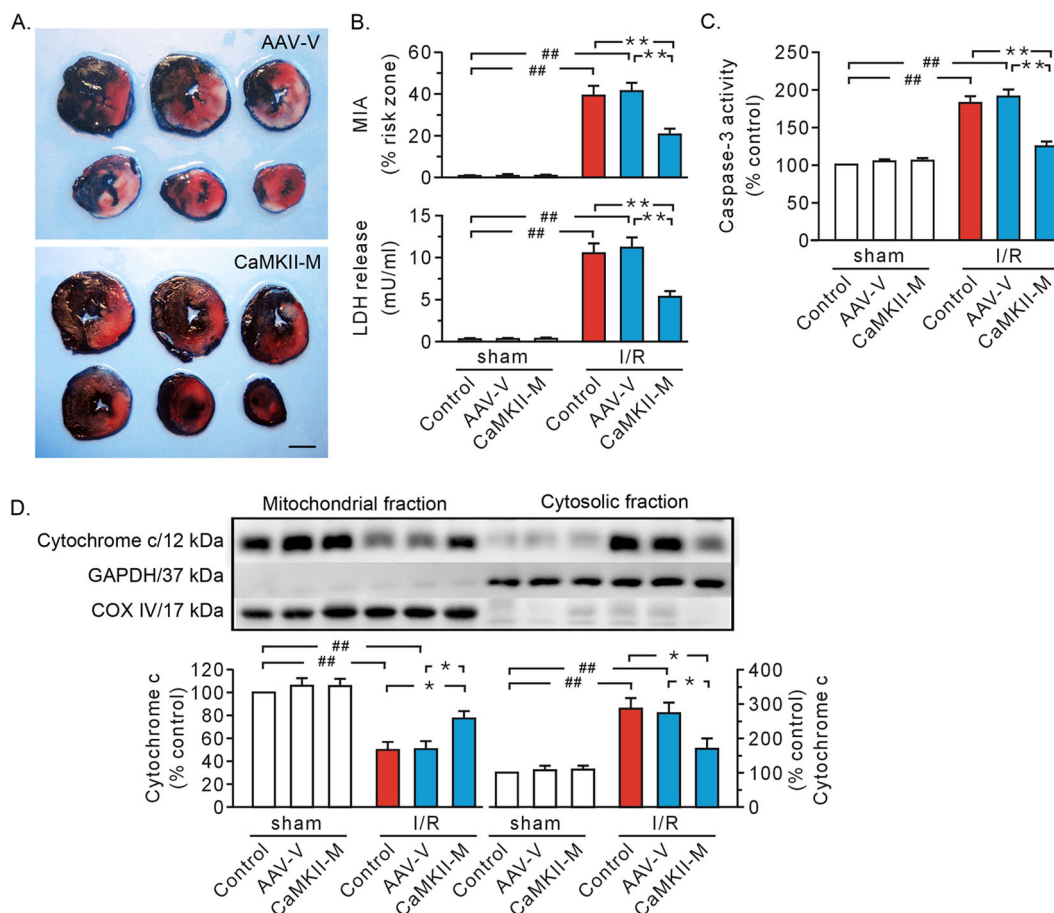 A.
AAV-V
CaMKII-M
B.
MIA
(% risk zone)
60
40
20
0
##
##
**
**
LDH release
(mU/ml)
15
10
5
0
##
##
**
**
sham
I/R
Control
AAV-V
CaMKII-M
Control
AAV-V
CaMKII-M
C.
Caspase-3 activity
(% control)
250
200
150
100
50
0
##
##
**
**
sham
I/R
Control
AAV-V
CaMKII-M
Control
AAV-V
CaMKII-M
D.
Mitochondrial fraction
Cytosolic fraction
Cytochrome c/12 kDa
GAPDH/37 kDa
COX IV/17 kDa
Cytochrome c
(% control)
120
100
80
60
40
20
0
##
##
*
*
##
##
*
*
400
300
200
100
0
(% control)
Cytochrome c
sham
I/R
sham
I/R
Control
AAV-V
CaMKII-M
Control
AAV-V
CaMKII-M
Control
AAV-V
CaMKII-M
Control
AAV-V
CaMKII-M